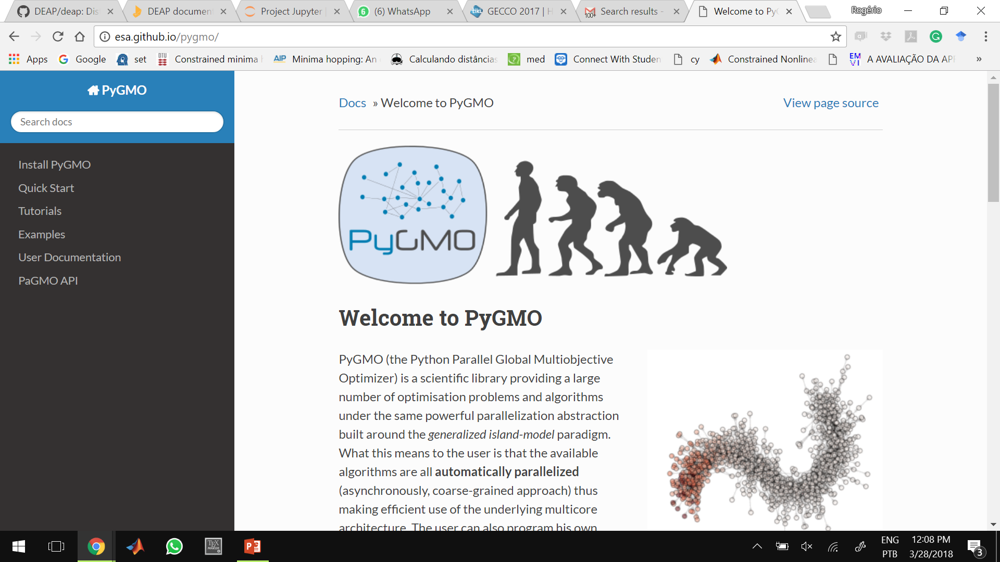 DEAP/deap: Dis
DEAP documen
Project Jupyter
(6) WhatsApp
GECCO 2017 | H
Search results -
Welcome to Py
Rogério
esa.github.io/pygmo/
Apps
Google
set
Constrained minima
AIP
Minima hopping: An
Calculando distâncias
med
Connect With Studen
cy
Constrained Nonlinea
A AVALIAÇÃO DA AP
»
PyGMO
Search docs
Install PyGMO
Quick Start
Tutorials
Examples
User Documentation
PaGMO API
Docs » Welcome to PyGMO
View page source
PyGMO
Welcome to PyGMO
PyGMO (the Python Parallel Global Multiobjective
Optimizer) is a scientific library providing a large
number of optimisation problems and algorithms
under the same powerful parallelization abstraction
built around the generalized island-model paradigm.
What this means to the user is that the available
algorithms are all automatically parallelized
(asynchronously, coarse-grained approach) thus
making efficient use of the underlying multicore
architecture. The user can also program his own
ENG
PTB
12:08 PM
3/28/2018
3